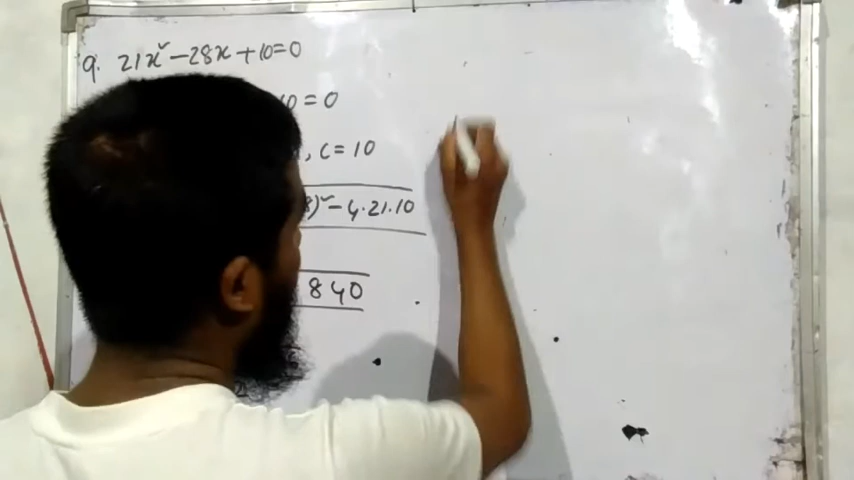 9. 21x² - 28x + 10 = 0
10 = 0
, c = 10
8)² - 4·21·10
840